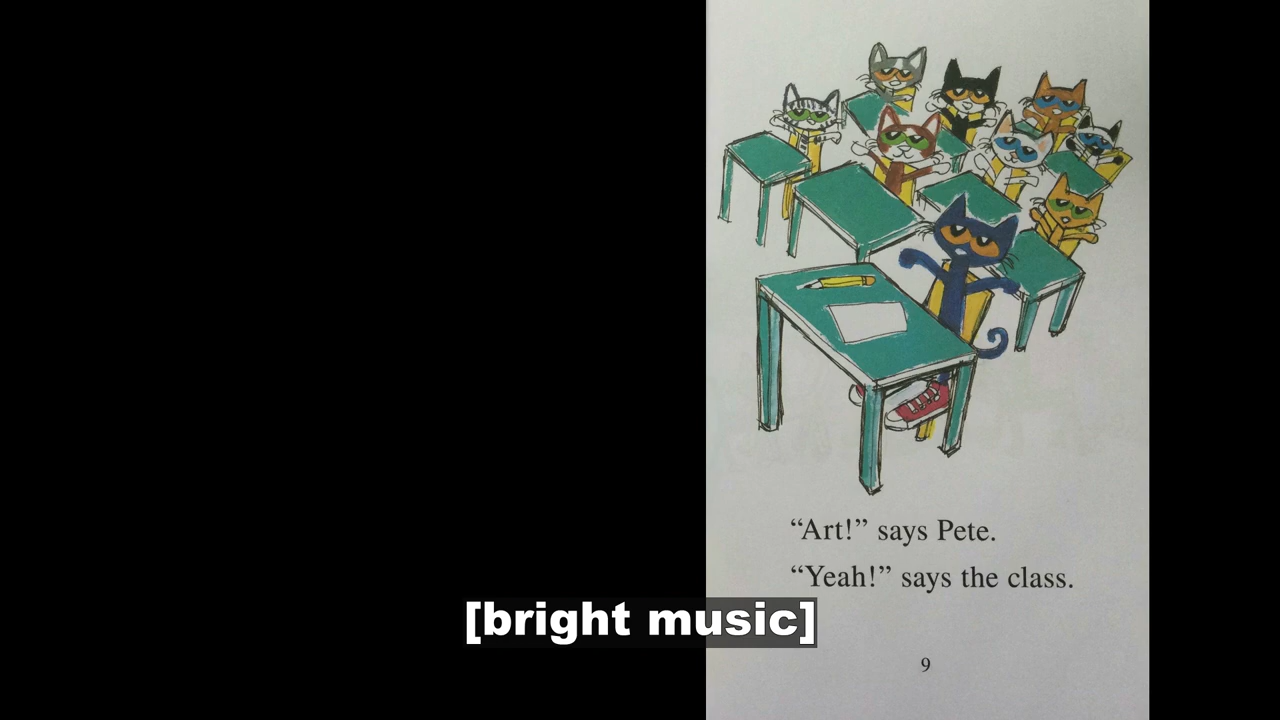 “Art!” says Pete.
“Yeah!” says the class.
[bright music]
9